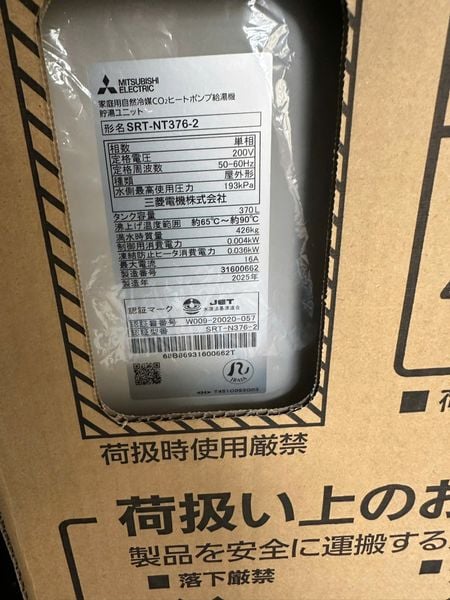 MITSUBISHI
ELECTRIC
家庭用自然冷媒CO₂ヒートポンプ給湯機
貯湯ユニット
形名 SRT-NT376-2
相数 単相
定格電圧 200V
定格周波数 50-60Hz
種類 屋外形
水側最高使用圧力 193kPa
三菱電機株式会社
タンク容量 370L
沸上げ温度範囲 約65℃~約90℃
満水時質量 426kg
制御用消費電力 0.004kW
凍結防止ヒータ消費電力 0.036kW
最大電流 16A
製造番号 31600662
製造年 2025年
認証マーク JET
認証番号 W009-20020-057
認証型番 SRT-N376-2
荷扱時使用厳禁
荷扱い上のお
製品を安全に運搬する
■落下厳禁